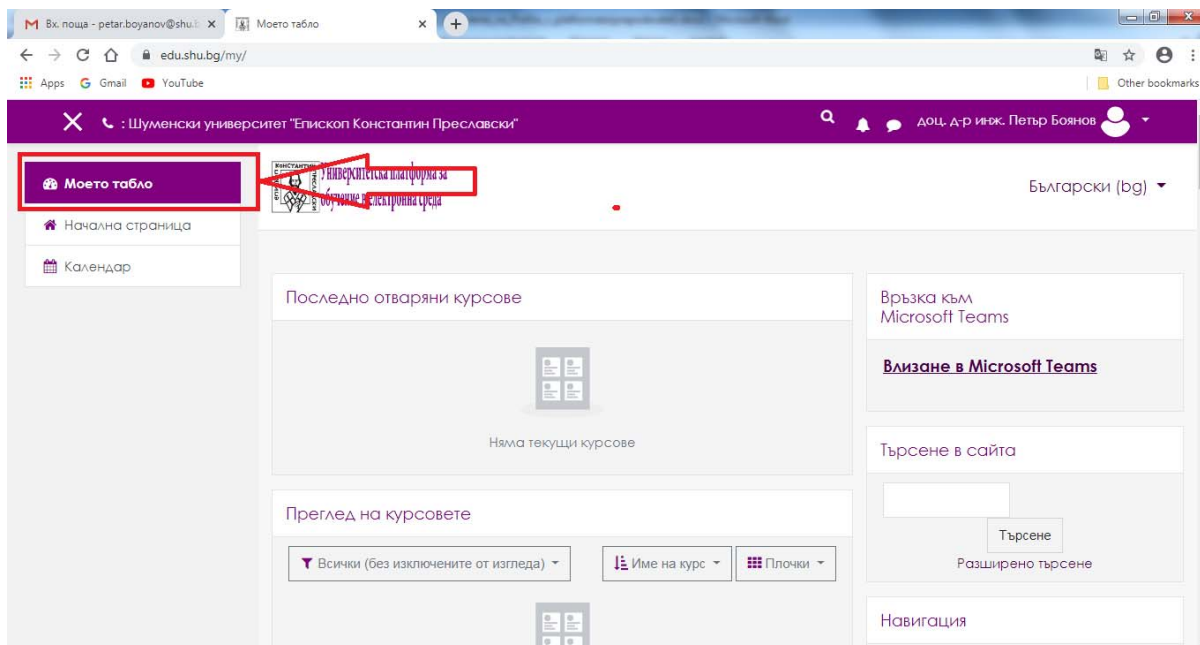 Вх. поща - petar.boyanov@shu.b
Моето табло
edu.shu.bg/my/
Apps Gmail YouTube Other bookmarks
: Шуменски университет "Епископ Константин Преславски"
доц. д-р инж. Петър Боянов
Моето табло
Начална страница
Календар
Университетска платформа за
обучение в електронна среда
Български (bg)
Последно отваряни курсове
Няма текущи курсове
Преглед на курсовете
Всички (без изключените от изгледа)
Име на курс
Плочки
Връзка към
Microsoft Teams
Влизане в Microsoft Teams
Търсене в сайта
Търсене
Разширено търсене
Навигация